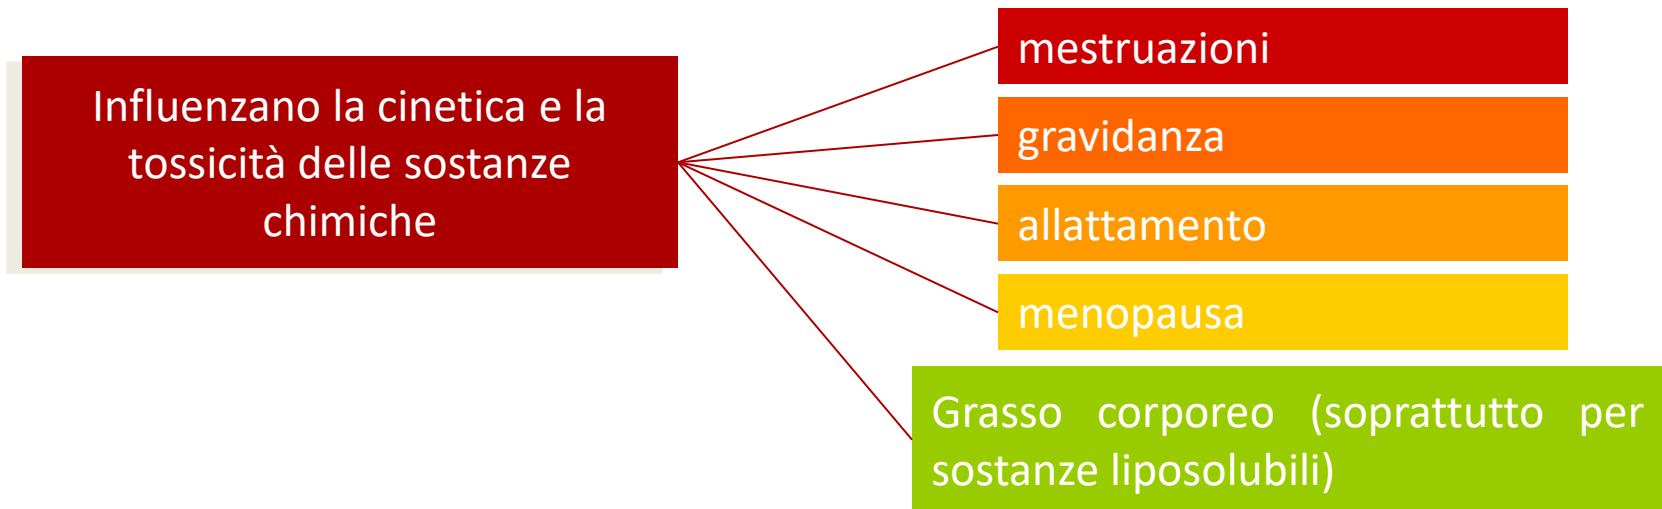 Influenzano la cinetica e la
tossicità delle sostanze
chimiche
mestruazioni
gravidanza
allattamento
menopausa
Grasso corporeo (soprattutto per
sostanze liposolubili)